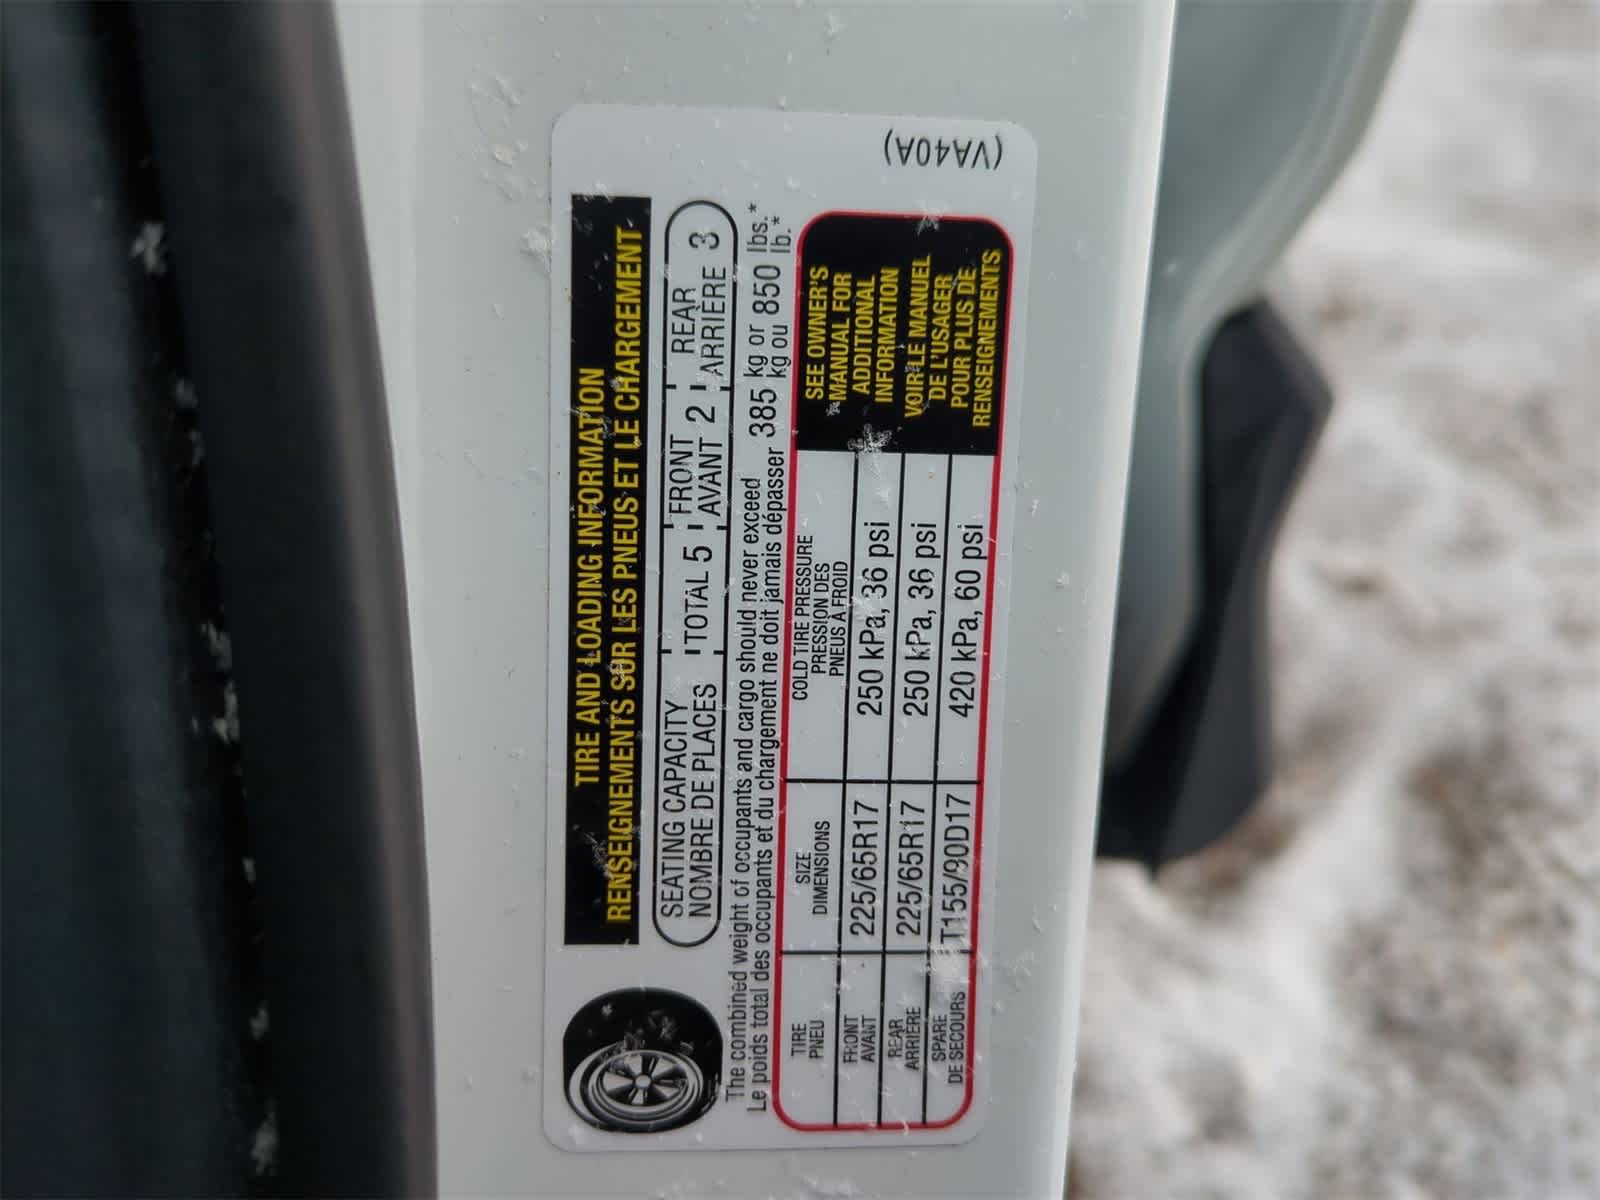 TIRE AND LOADING INFORMATION
RENSEIGNEMENTS SUR LES PNEUS ET LE CHARGEMENT
SEATING CAPACITY TOTAL 5 FRONT 2 REAR 3
NOMBRE DE PLACES AVANT ARRIÈRE
The combined weight of occupants and cargo should never exceed 385 kg or 850 lbs.*
Le poids total des occupants et du chargement ne doit jamais dépasser kg ou lb.*
TIRE SIZE COLD TIRE PRESSURE
PNEU DIMENSIONS PRESSION DES
PNEUS A FROID
FRONT 225/65R17 250 kPa, 36 psi
AVANT
REAR 225/65R17 250 kPa, 36 psi
ARRIÈRE
SPARE T155/90D17 420 kPa, 60 psi
DE SECOURS
SEE OWNER'S
MANUAL FOR
ADDITIONAL
INFORMATION
VOIR LE MANUEL
DE L'USAGER
POUR PLUS DE
RENSEIGNEMENTS
(VA40A)